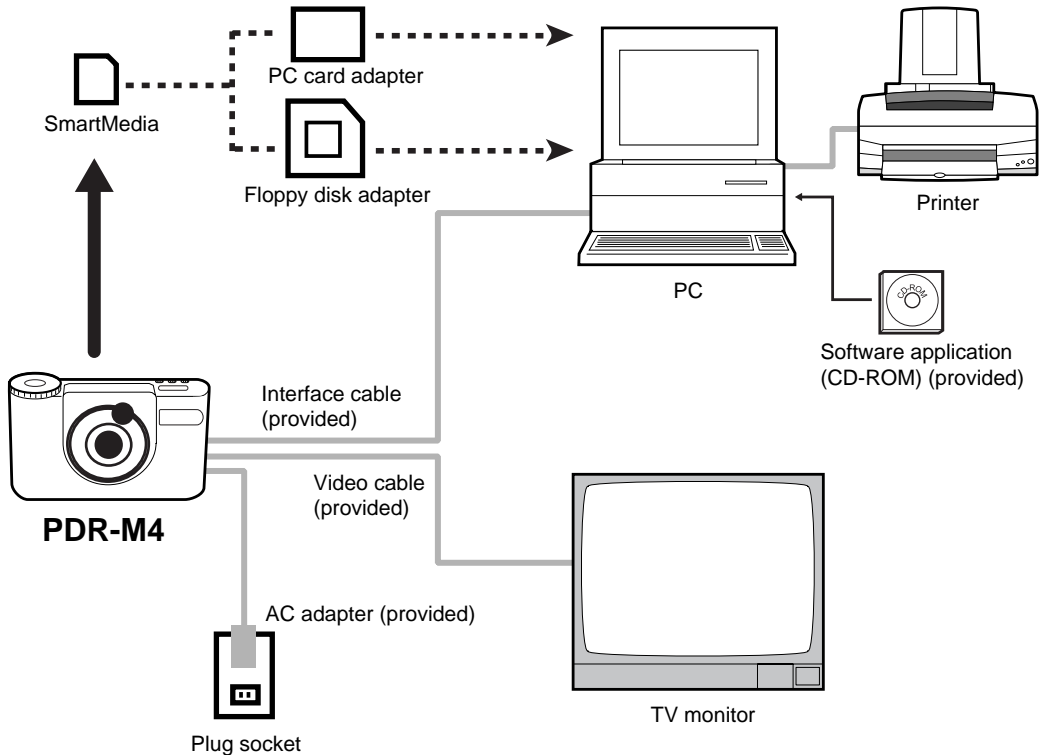 PC card adapter
SmartMedia
Floppy disk adapter
Printer
PC
CD-ROM
Software application
(CD-ROM) (provided)
Interface cable
(provided)
Video cable
(provided)
PDR-M4
AC adapter (provided)
TV monitor
Plug socket